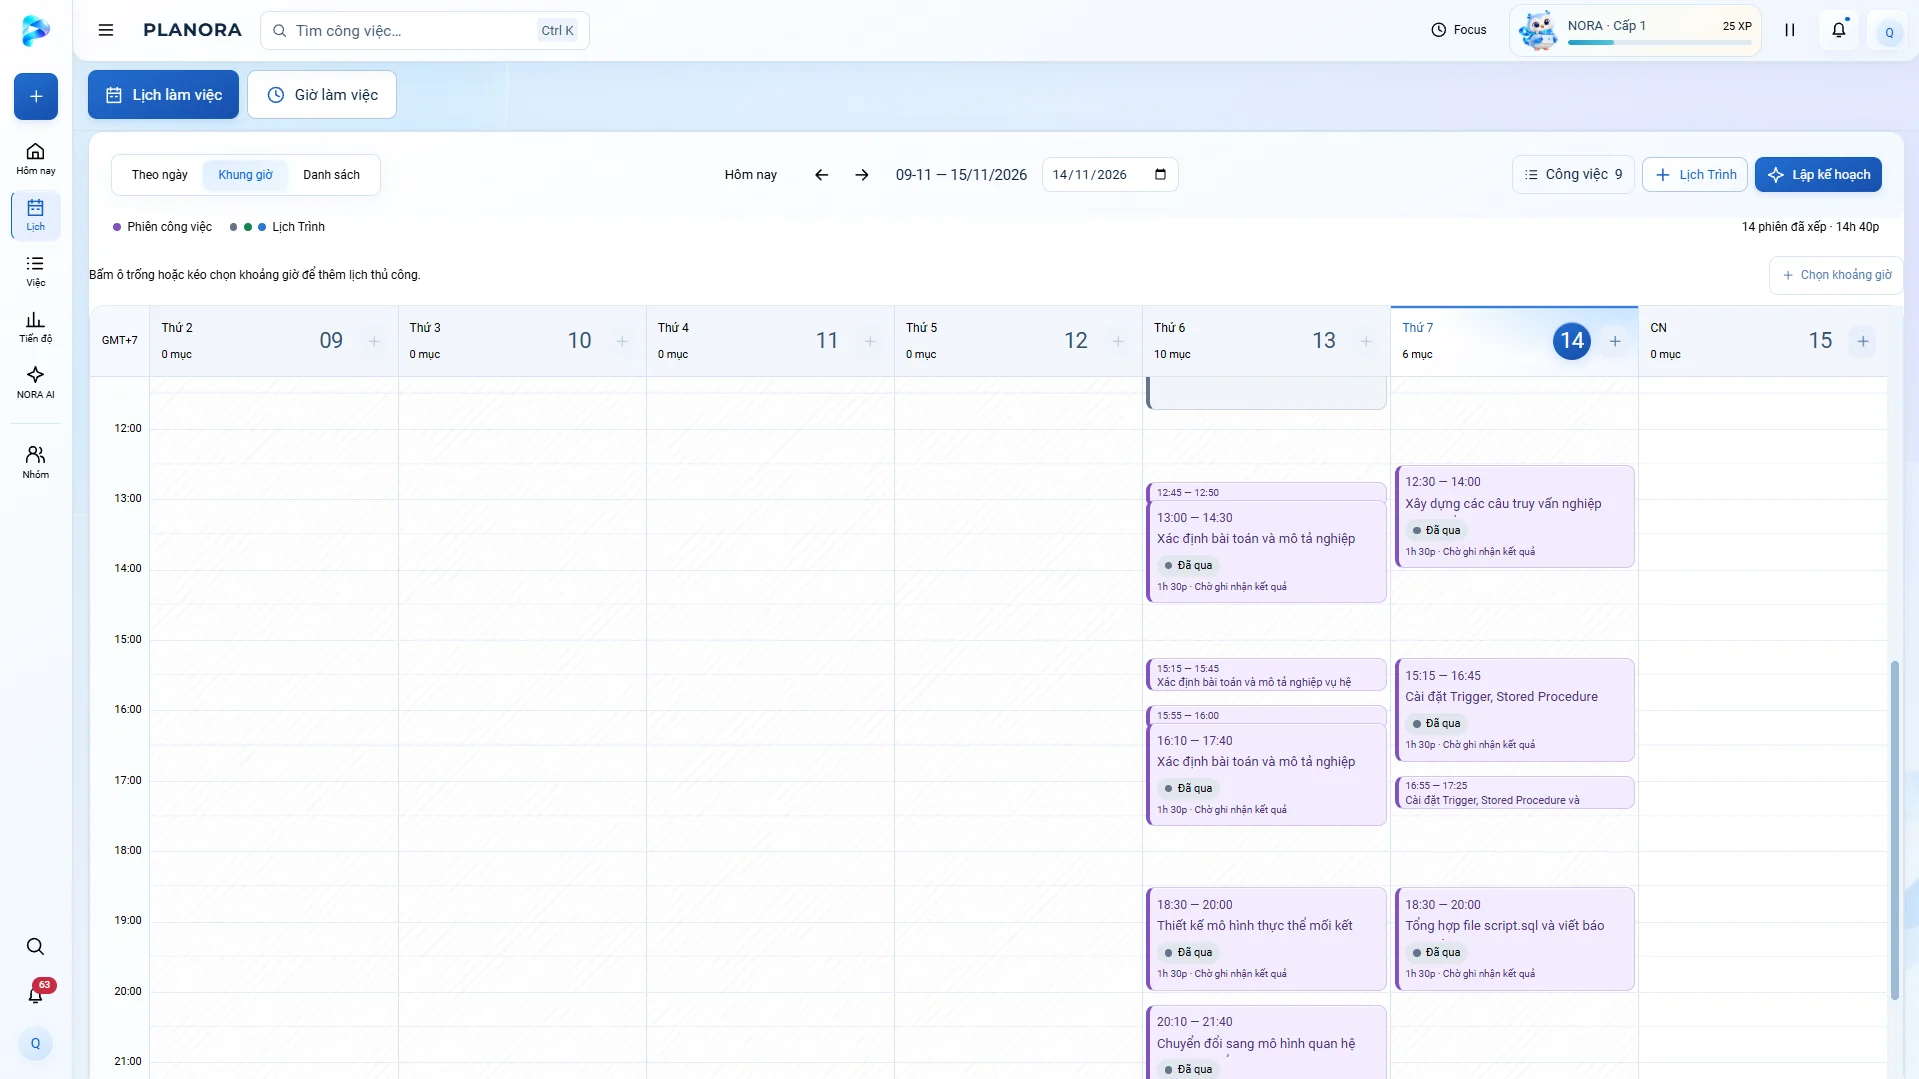 PLANORA
Tìm công việc...
Ctrl K
Focus
NORA · Cấp 1
25 XP
Q
Lịch làm việc
Giờ làm việc
Hôm nay
Lịch
Việc
Tiến độ
NORA AI
Nhóm
63
Q
Theo ngày
Khung giờ
Danh sách
Hôm nay
09-11 — 15/11/2026
14/11/2026
Công việc 9
Lịch Trình
Lập kế hoạch
Phiên công việc
Lịch Trình
14 phiên đã xếp · 14h 40p
Bấm ô trống hoặc kéo chọn khoảng giờ để thêm lịch thủ công.
+ Chọn khoảng giờ
GMT+7
Thứ 2
0 mục
09
+
Thứ 3
0 mục
10
+
Thứ 4
0 mục
11
+
Thứ 5
0 mục
12
+
Thứ 6
10 mục
13
+
Thứ 7
6 mục
14
+
CN
0 mục
15
+
12:00
13:00
14:00
15:00
16:00
17:00
18:00
19:00
20:00
21:00
12:45 — 12:50
13:00 — 14:30
Xác định bài toán và mô tả nghiệp
Đã qua
1h 30p · Chờ ghi nhận kết quả
15:15 — 15:45
Xác định bài toán và mô tả nghiệp vụ hệ
15:55 — 16:00
16:10 — 17:40
Xác định bài toán và mô tả nghiệp
Đã qua
1h 30p · Chờ ghi nhận kết quả
18:30 — 20:00
Thiết kế mô hình thực thể mối kết
Đã qua
1h 30p · Chờ ghi nhận kết quả
20:10 — 21:40
Chuyển đổi sang mô hình quan hệ
Đã qua
12:30 — 14:00
Xây dựng các câu truy vấn nghiệp
Đã qua
1h 30p · Chờ ghi nhận kết quả
15:15 — 16:45
Cài đặt Trigger, Stored Procedure
Đã qua
1h 30p · Chờ ghi nhận kết quả
16:55 — 17:25
Cài đặt Trigger, Stored Procedure và
18:30 — 20:00
Tổng hợp file script.sql và viết báo
Đã qua
1h 30p · Chờ ghi nhận kết quả